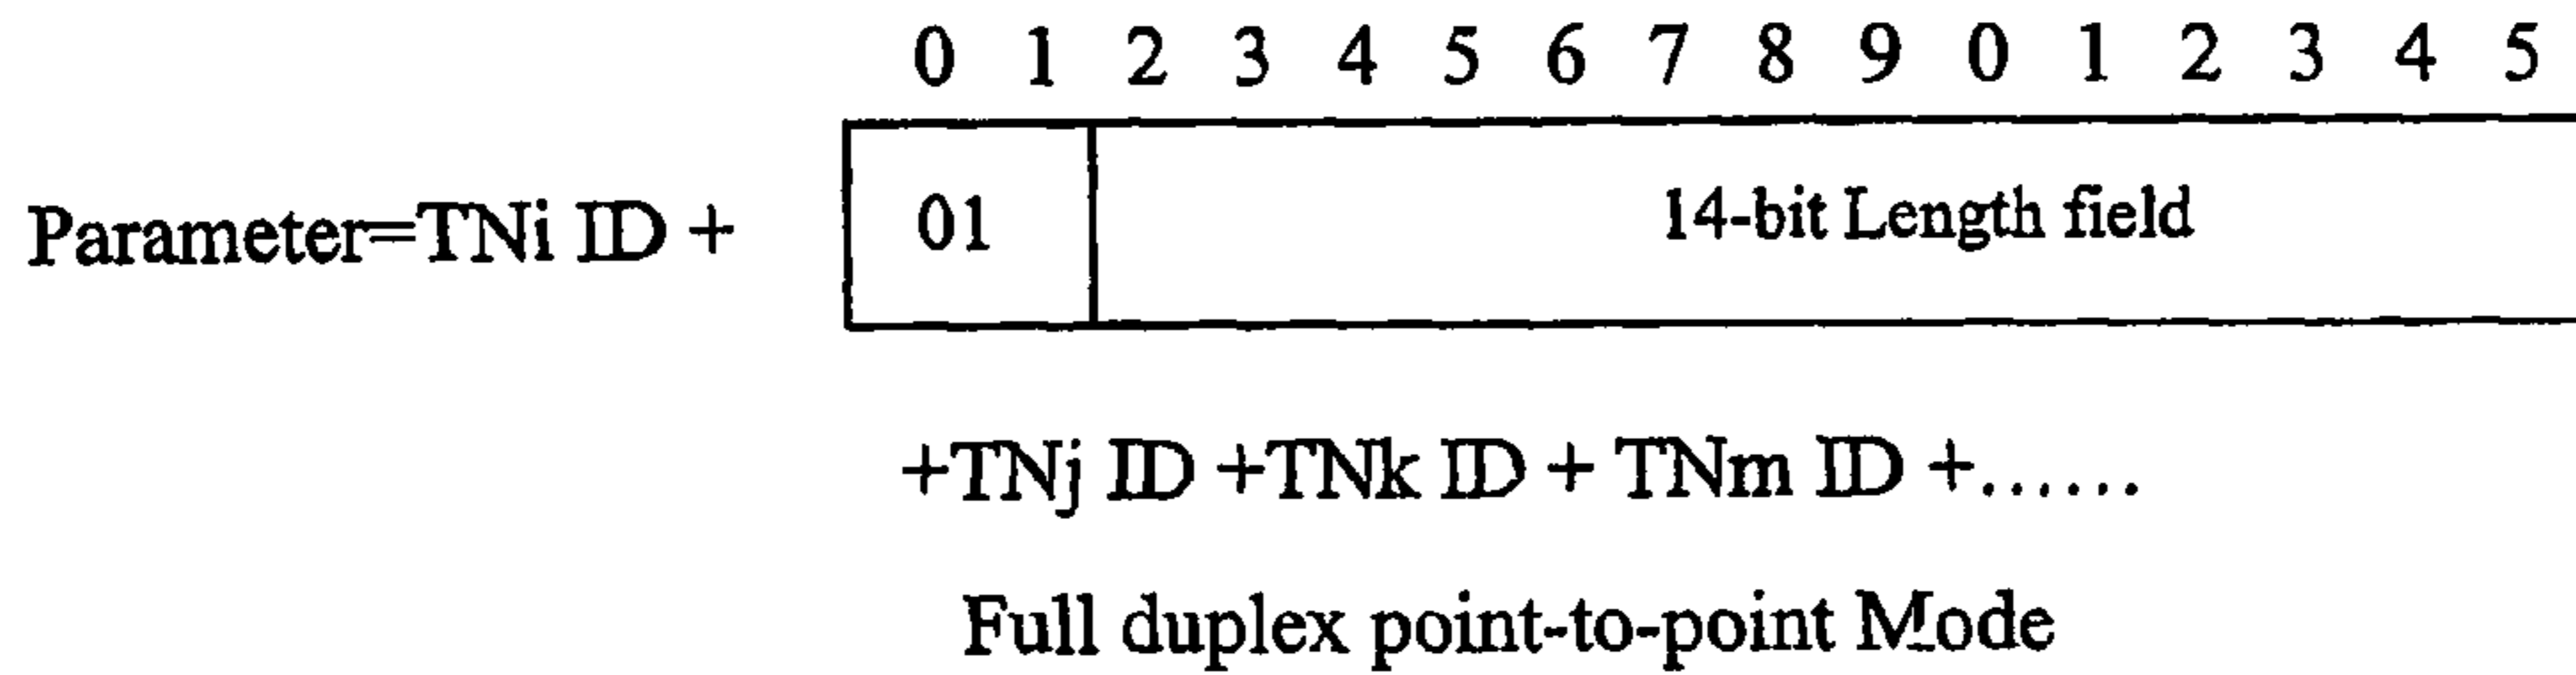 0 1 2 3 4 5 6 7 8 9 0 1 2 3 4 5
Parameter=TNi ID + 01 14-bit Length field
+TNj ID +TNk ID + TNm ID +......
Full duplex point-to-point Mode